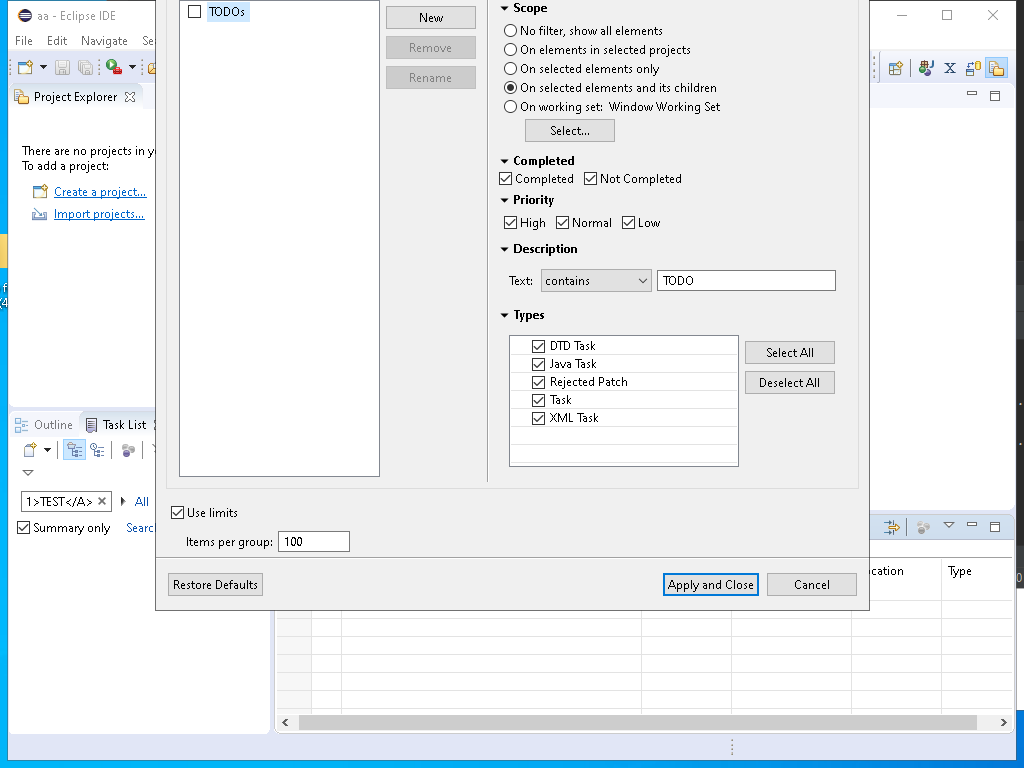 aa - Eclipse IDE
File Edit Navigate Se
Project Explorer
There are no projects in y
To add a project:
Create a project...
Import projects...
Outline
Task List
1>TEST</A>
All
Summary only
Searc
TODOs
New
Remove
Rename
Scope
No filter, show all elements
On elements in selected projects
On selected elements only
On selected elements and its children
On working set: Window Working Set
Select...
Completed
Completed Not Completed
Priority
High Normal Low
Description
Text: contains TODO
Types
DTD Task
Java Task
Rejected Patch
Task
XML Task
Select All
Deselect All
Use limits
Items per group: 100
Restore Defaults
Apply and Close
Cancel
cation
Type